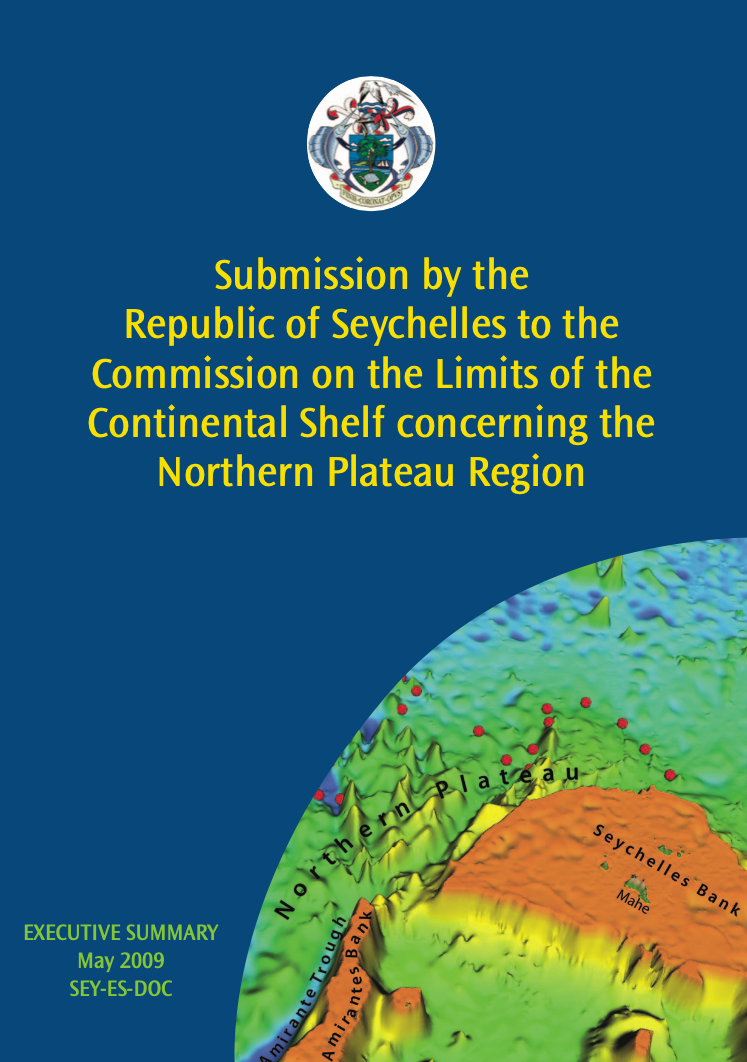 Submission by the
Republic of Seychelles to the
Commission on the Limits of the
Continental Shelf concerning the
Northern Plateau Region
Northern Plateau
Seychelles Bank
Mahe
Amirante Trough
Amirantes Bank
EXECUTIVE SUMMARY
May 2009
SEY-ES-DOC